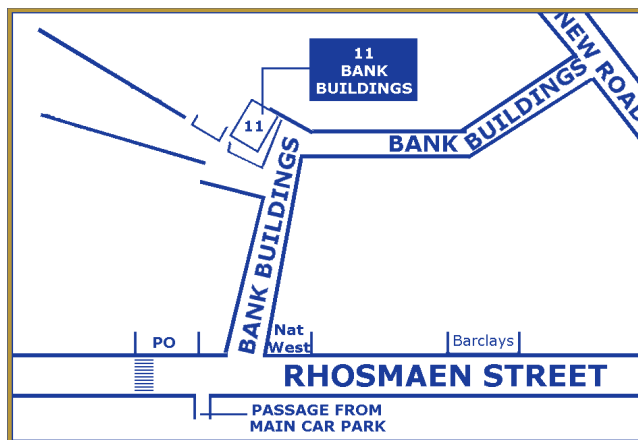 11
BANK
BUILDINGS
NEW ROAD
11
BANK BUILDINGS
BANK BUILDINGS
PO
Nat
West
Barclays
RHOSMAEN STREET
PASSAGE FROM
MAIN CAR PARK